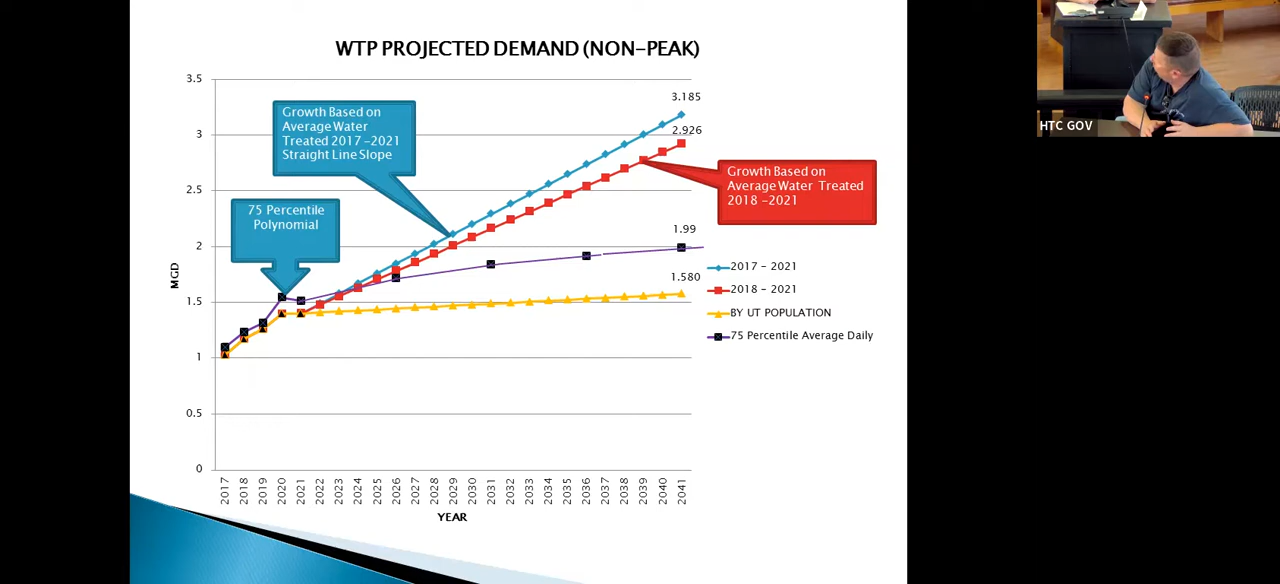 WTP PROJECTED DEMAND (NON-PEAK)
3.5
3
2.5
2
1.5
1
0.5
0
MGD
Growth Based on
Average Water
Treated 2017 -2021
Straight Line Slope
75 Percentile
Polynomial
3.185
2.926
1.99
1.580
Growth Based on
Average Water Treated
2018 -2021
2017 - 2021
2018 - 2021
BY UT POPULATION
75 Percentile Average Daily
2017
2018
2019
2020
2021
2022
2023
2024
2025
2026
2027
2028
2029
2030
2031
2032
2033
2034
2035
2036
2037
2038
2039
2040
2041
YEAR
HTC GOV